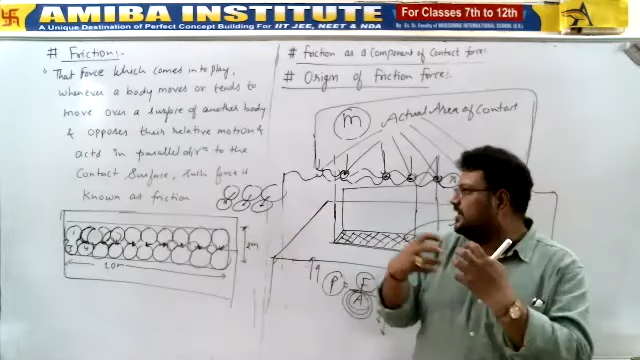 AMIBA INSTITUTE
For Classes 7th to 12th
A Unique Destination of Perfect Concept Building For IIT JEE, NEET & NDA
# Friction:-
That Force which comes into play,
whenever a body moves or tends to
move over a surface of another body
& opposes their relative motion &
acts in parallel dirⁿ to the
Contact Surface, Such force is
Known as friction
2m
10m
# Friction as a Component of Contact force:
# Origin of friction Force:-
m
Actual Area of Contact
P = F
A